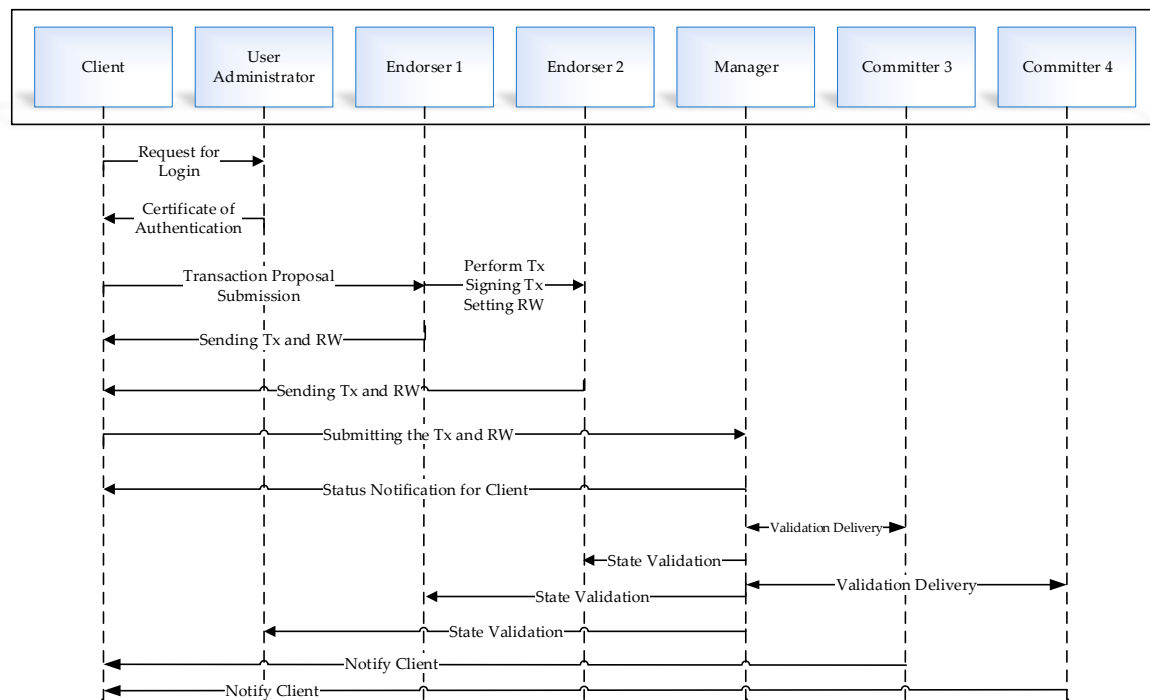 Client
User
Administrator
Endorser 1
Endorser 2
Manager
Committer 3
Committer 4
Request for
Login
Certificate of
Authentication
Transaction Proposal
Submission
Perform Tx
Signing Tx
Setting RW
Sending Tx and RW
Sending Tx and RW
Submitting the Tx and RW
Status Notification for Client
Validation Delivery
State Validation
Validation Delivery
State Validation
State Validation
Notify Client
Notify Client